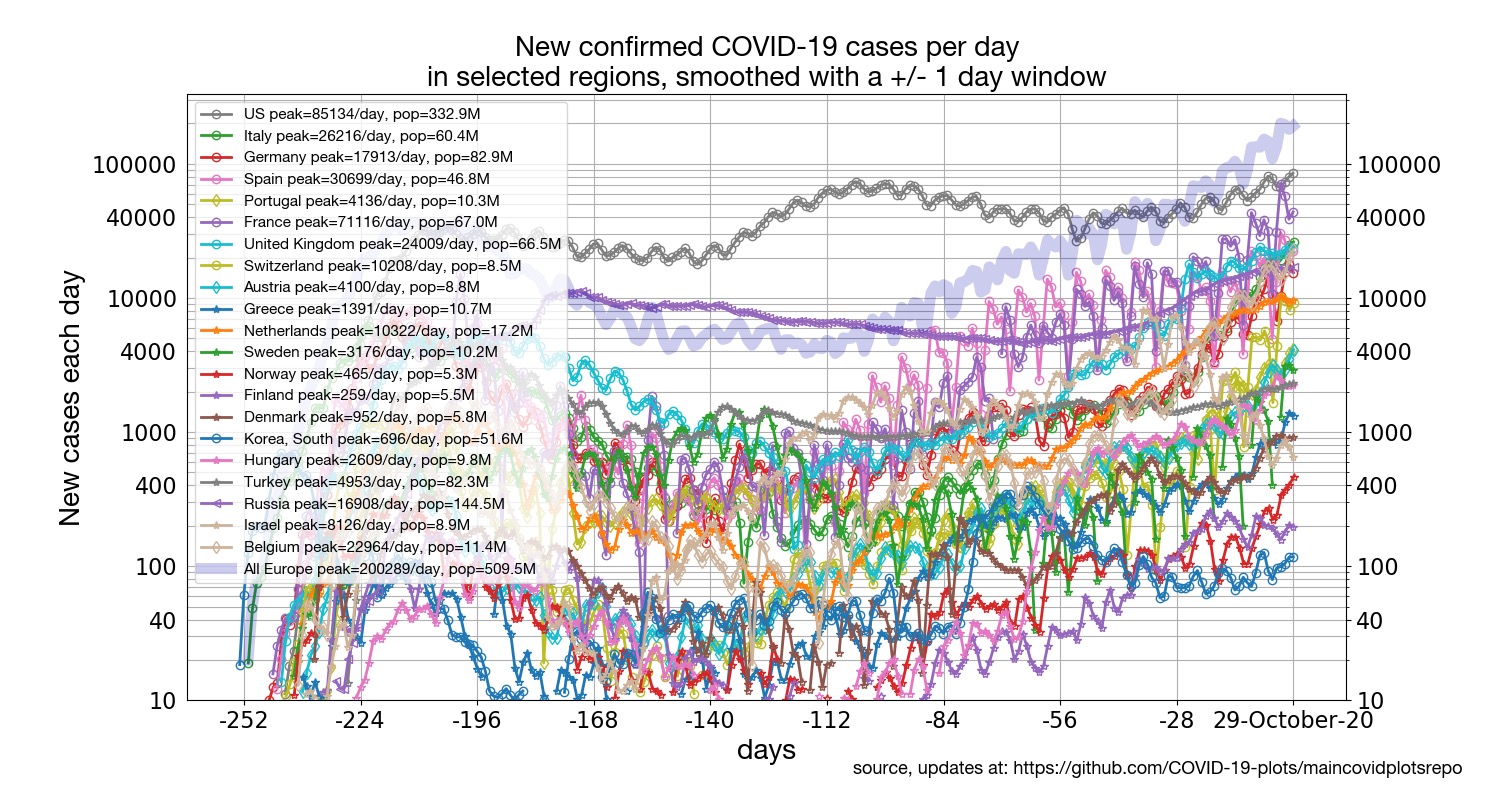 New confirmed COVID-19 cases per day
in selected regions, smoothed with a +/- 1 day window
New cases each day
100000
40000
10000
4000
1000
400
100
40
10
US peak=85134/day, pop=332.9M
Italy peak=26216/day, pop=60.4M
Germany peak=17913/day, pop=82.9M
Spain peak=30699/day, pop=46.8M
Portugal peak=4136/day, pop=10.3M
France peak=71116/day, pop=67.0M
United Kingdom peak=24009/day, pop=66.5M
Switzerland peak=10208/day, pop=8.5M
Austria peak=4100/day, pop=8.8M
Greece peak=1391/day, pop=10.7M
Netherlands peak=10322/day, pop=17.2M
Sweden peak=3176/day, pop=10.2M
Norway peak=465/day, pop=5.3M
Finland peak=259/day, pop=5.5M
Denmark peak=952/day, pop=5.8M
Korea, South peak=696/day, pop=51.6M
Hungary peak=2609/day, pop=9.8M
Turkey peak=4953/day, pop=82.3M
Russia peak=16908/day, pop=144.5M
Israel peak=8126/day, pop=8.9M
Belgium peak=22964/day, pop=11.4M
All Europe peak=200289/day, pop=509.5M
100000
40000
10000
4000
1000
400
100
40
10
-252 -224 -196 -168 -140 -112 -84 -56 -28 29-October-20
days
source, updates at: https://github.com/COVID-19-plots/maincovidplotsrepo